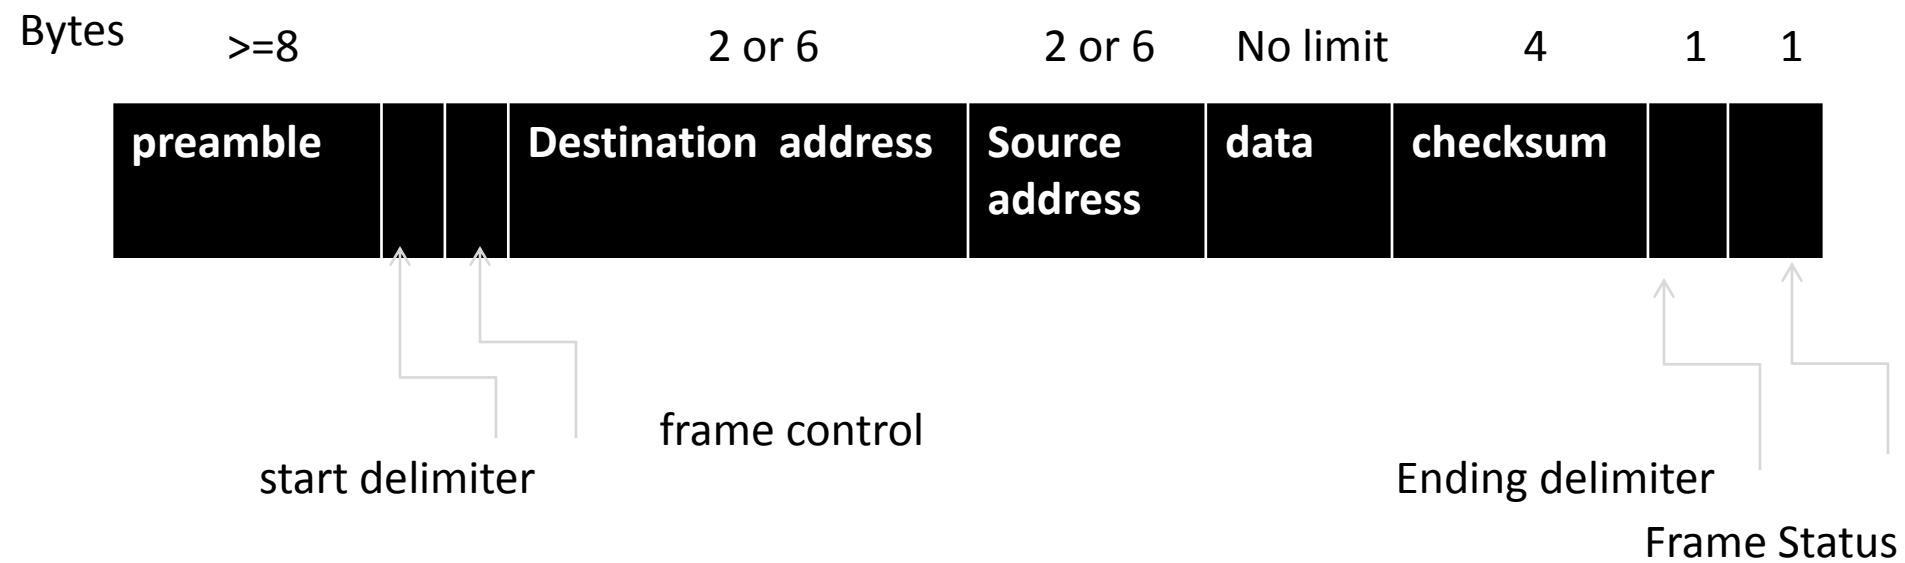 Bytes >=8 2 or 6 2 or 6 No limit 4 1 1
preamble Destination address Source data checksum
address
frame control
start delimiter Ending delimiter
Frame Status